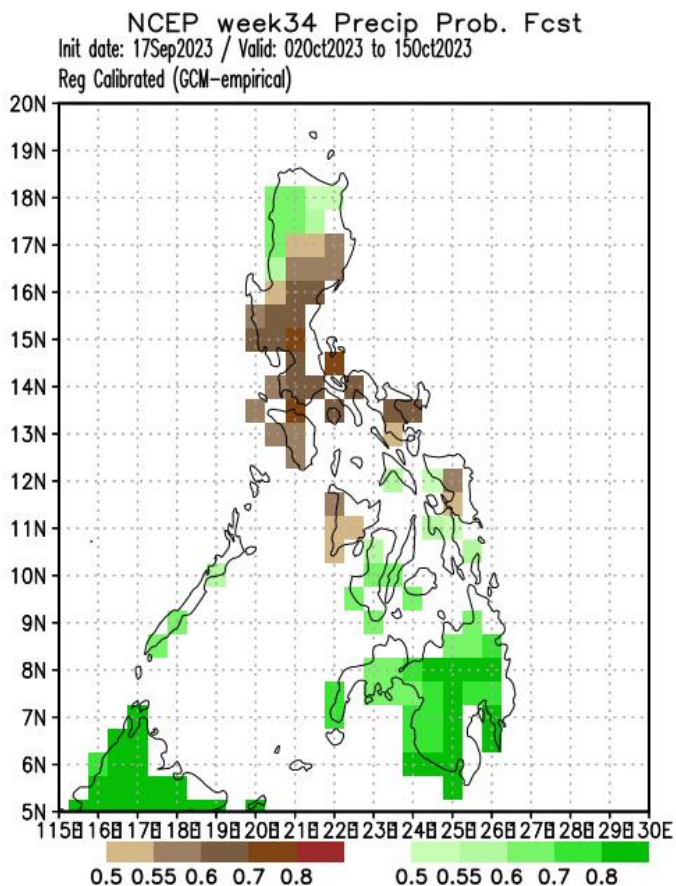 NCEP week34 Precip Prob. Fcst
Init date: 17Sep2023 / Valid: 02Oct2023 to 15Oct2023
Reg Calibrated (GCM-empirical)
20N
19N
18N
17N
16N
15N
14N
13N
12N
11N
10N
9N
8N
7N
6N
5N
115E 116E 117E 118E 119E 120E 121E 122E 123E 124E 125E 126E 127E 128E 129E 130E
0.5 0.55 0.6 0.7 0.8 0.5 0.55 0.6 0.7 0.8